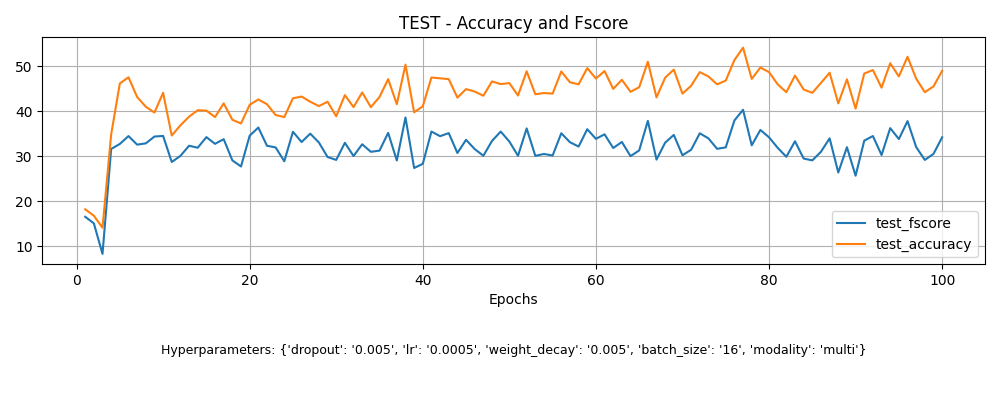 TEST - Accuracy and Fscore
50
40
30
20
10
test_fscore
test_accuracy
0 20 40 60 80 100
Epochs
Hyperparameters: {'dropout': '0.005', 'lr': '0.0005', 'weight_decay': '0.005', 'batch_size': '16', 'modality': 'multi'}